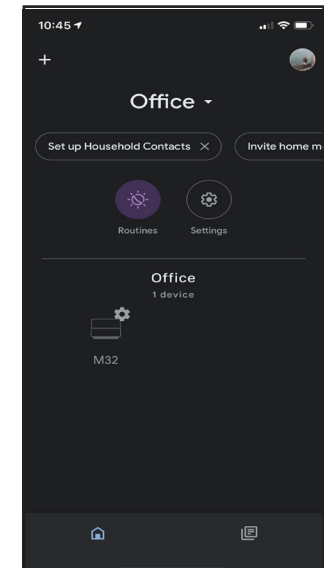 10:45
Office
Set up Household Contacts
Invite home m
Routines Settings
Office
1 device
M32